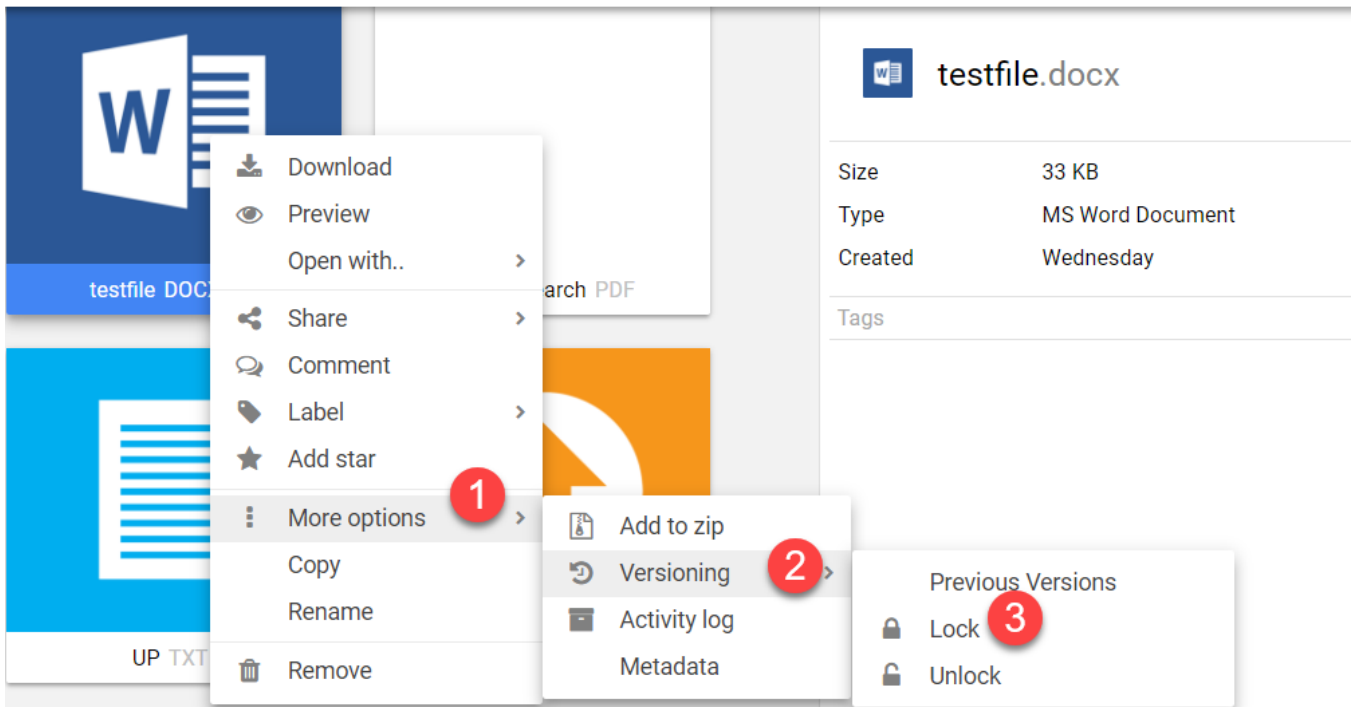 W
testfile DOC
arch PDF
UP TXT
Download
Preview
Open with..
Share
Comment
Label
Add star
More options
1
Copy
Rename
Remove
Add to zip
Versioning
2
Activity log
Metadata
Previous Versions
Lock
3
Unlock
W
testfile.docx
Size 33 KB
Type MS Word Document
Created Wednesday
Tags